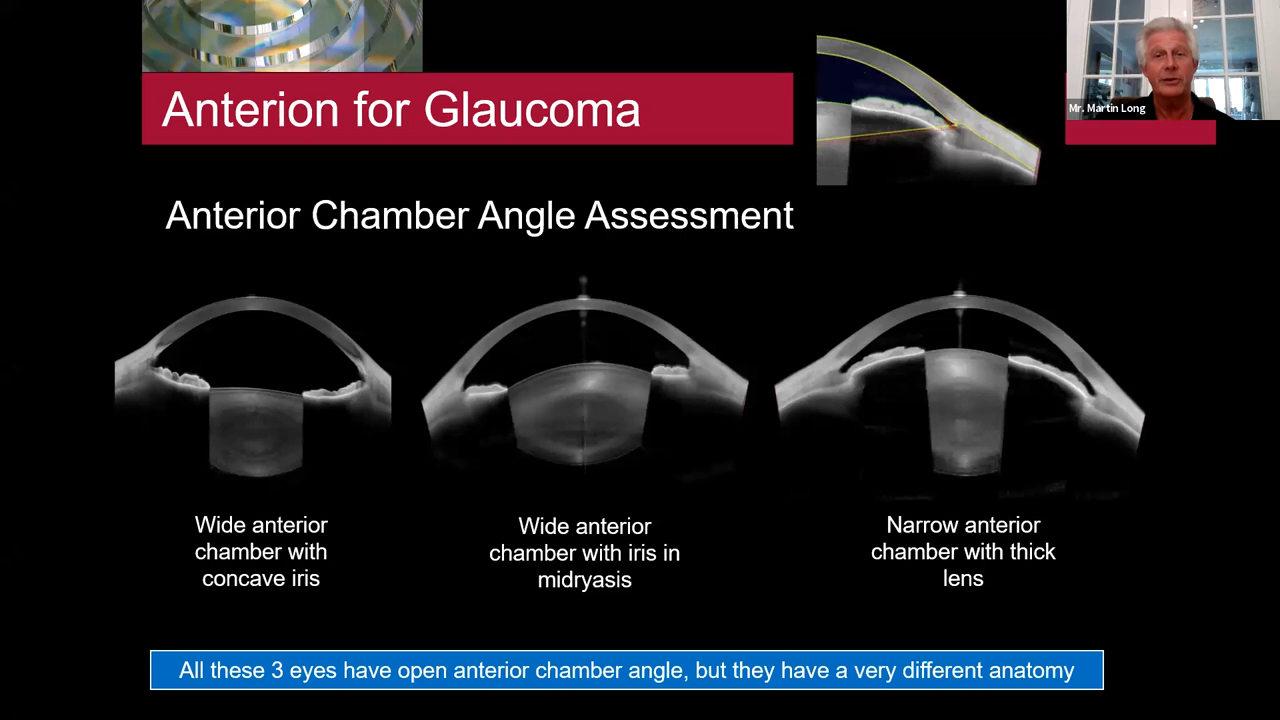 Anterion for Glaucoma
Mr. Martin Long
Anterior Chamber Angle Assessment
Wide anterior
chamber with
concave iris
Wide anterior
chamber with iris in
midryasis
Narrow anterior
chamber with thick
lens
All these 3 eyes have open anterior chamber angle, but they have a very different anatomy